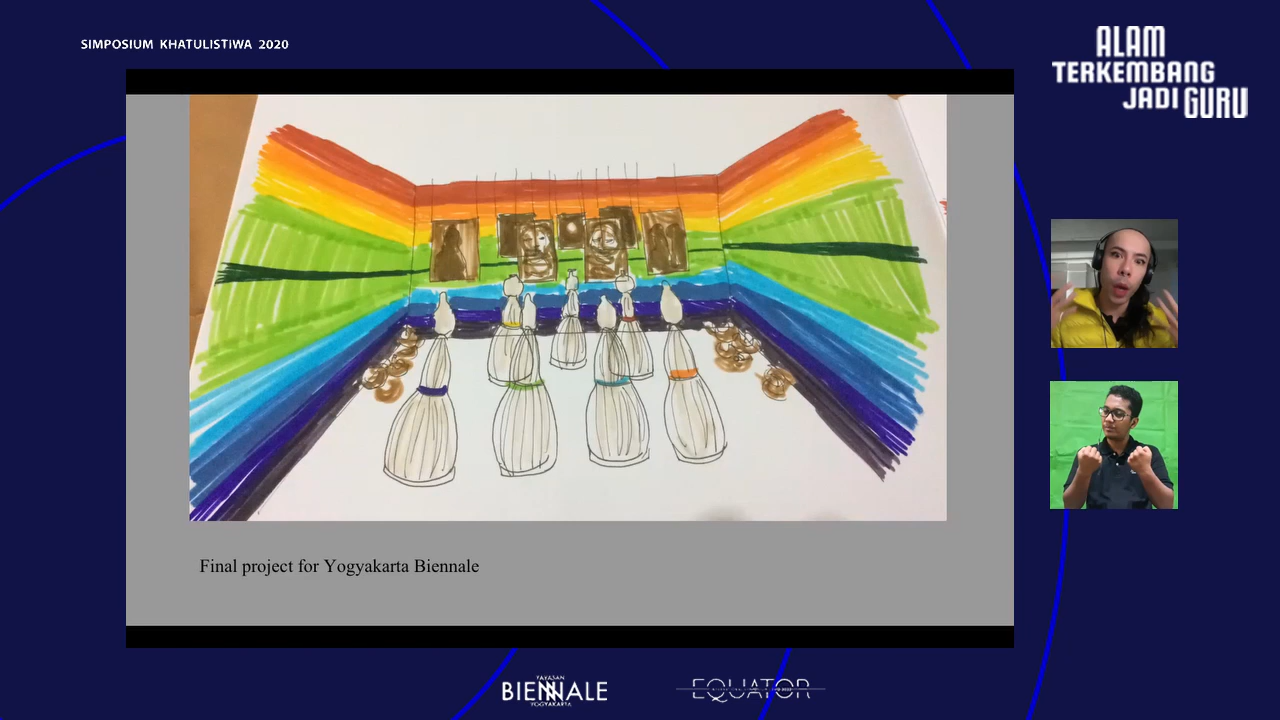 SIMPOSIUM KHATULISTIWA 2020
ALAM
TERKEMBANG
JADI GURU
Final project for Yogyakarta Biennale
YAYASAN
BIENNALE
YOGYAKARTA
EQUATOR